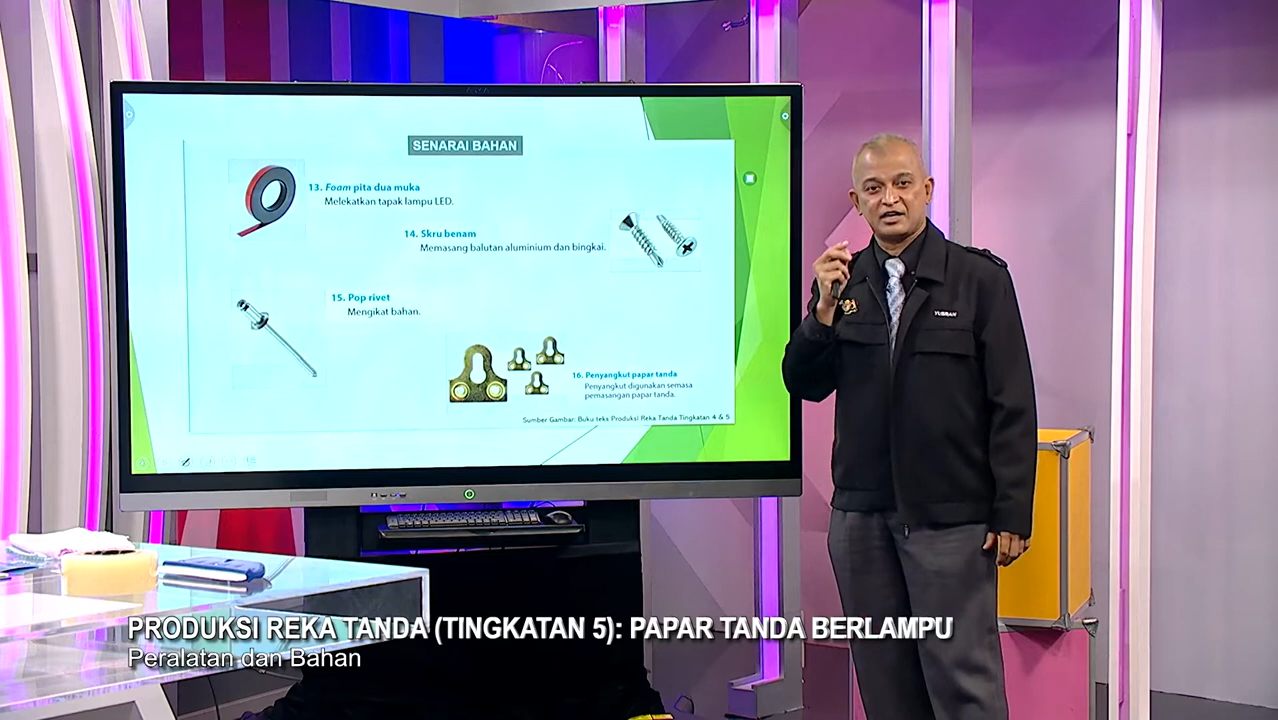 SENARAI BAHAN
13. Foam pita dua muka
Melekatkan tapak lampu LED.
14. Skru benam
Memasang balutan aluminium dan bingkai.
15. Pop rivet
Mengikat bahan.
16. Penyangkut papar tanda
Penyangkut digunakan semasa
pemasangan papar tanda.
Sumber Gambar: Buku teks Produksi Reka Tanda Tingkatan 4 & 5
YUSRAN
PRODUKSI REKA TANDA (TINGKATAN 5): PAPAR TANDA BERLAMPU
Peralatan dan Bahan